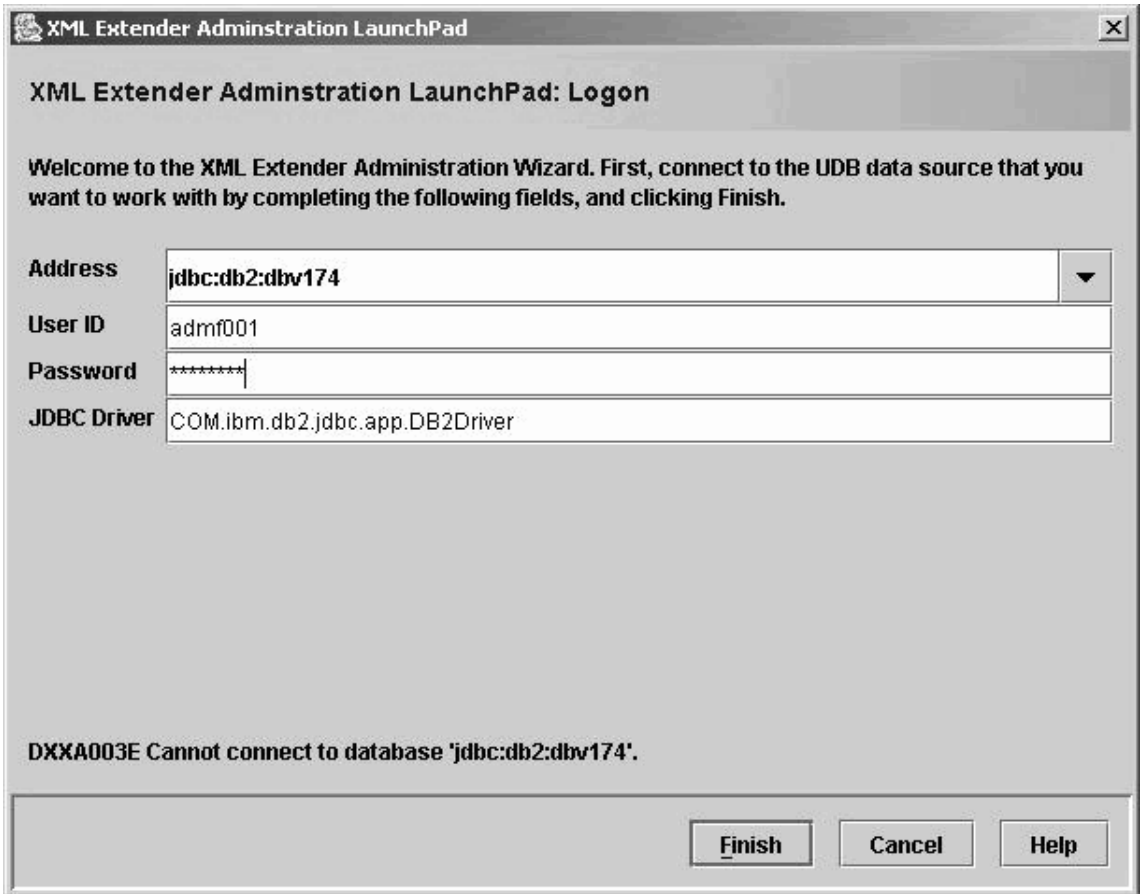 XML Extender Adminstration LaunchPad
XML Extender Adminstration LaunchPad: Logon
Welcome to the XML Extender Administration Wizard. First, connect to the UDB data source that you
want to work with by completing the following fields, and clicking Finish.
Address jdbc:db2:dbv174
User ID admf001
Password ********
JDBC Driver COM.ibm.db2.jdbc.app.DB2Driver
DXXA003E Cannot connect to database 'jdbc:db2:dbv174'.
Finish Cancel Help